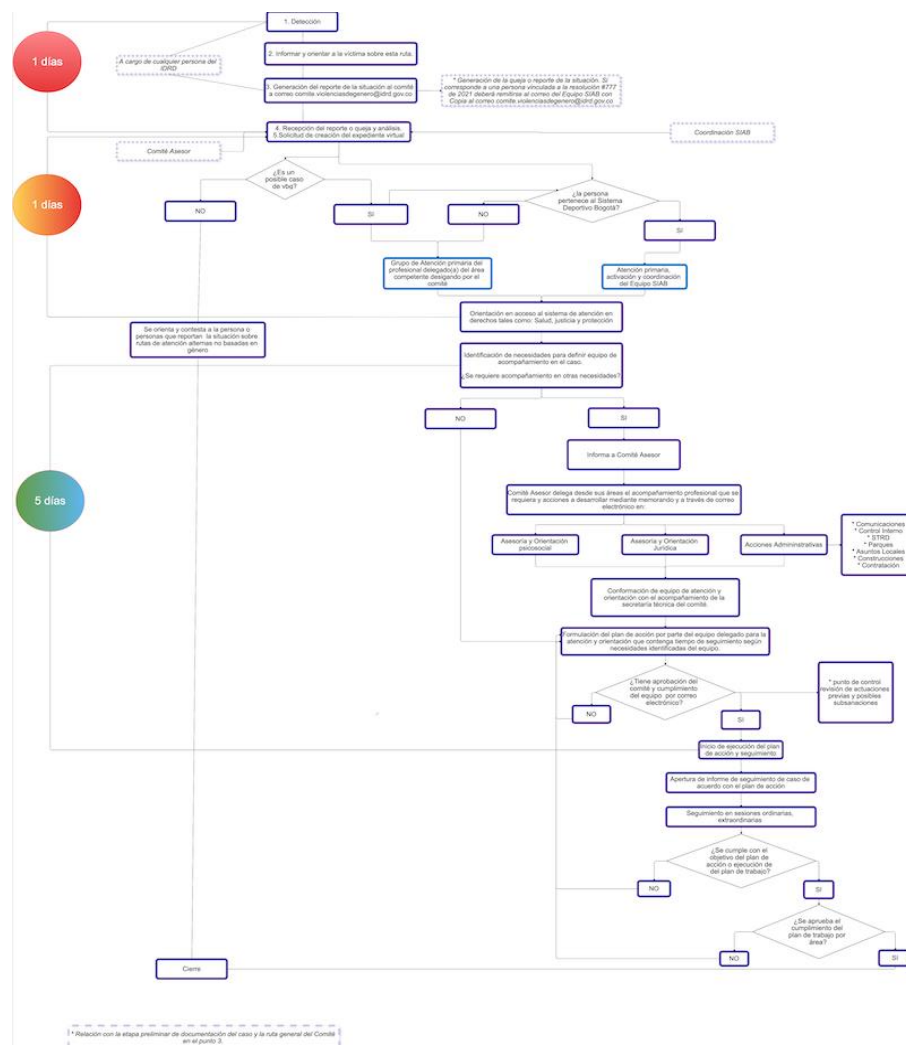 1 días
1. Detección
A cargo de cualquier persona del
IDRD
2. Informar y orientar a la víctima sobre esta ruta.
3. Generación del reporte de la situación al comité
a correo comite.violenciasdegenero@idrd.gov.co
* Generación de la queja o reporte de la situación. Si
corresponde a una persona vinculada a la resolución #777
de 2021 deberá remitirse al correo del Equipo SIAB con
Copia al correo comite.violenciasdegenero@idrd.gov.co
4. Recepción del reporte o queja y análisis.
5.Solicitud de creación del expediente virtual
Comité Asesor
Coordinación SIAB
1 días
¿Es un
posible caso
de vbg?
¿la persona
pertenece al Sistema
Deportivo Bogotá?
NO
SI
NO
SI
Grupo de Atención primaria del
profesional delegado(a) del área
competente desigando por el
comité
Atención primaria,
activación y coordinación
del Equipo SIAB
Orientación en acceso al sistema de atención en
derechos tales como: Salud, justicia y protección
Se orienta y contesta a la persona o
personas que reportan la situación sobre
rutas de atención alternas no basadas en
género
Identificación de necesidades para definir equipo de
acompañamiento en el caso.
¿Se requiere acompañamiento en otras necesidades?
NO
SI
Informa a Comité Asesor
5 días
Comité Asesor delega desde sus áreas el acompañamiento profesional que se
requiera y acciones a desarrollar mediante memorando y a través de correo
electrónico en:
Asesoría y Orientación
psicosocial
Asesoría y Orientación
Jurídica
Acciones Admininistrativas
* Comunicaciones
* Control Interno
* STRD
* Parques
* Asuntos Locales
* Construcciones
* Contratación
Conformación de equipo de atención y
orientación con el acompañamiento de la
secretaría técnica del comité.
Formulación del plan de acción por parte del equipo delegado para la
atención y orientación que contenga tiempo de seguimiento según
necesidades identificadas del equipo.
¿Tiene aprobación del
comité y cumplimiento
del equipo por correo
electrónico?
* punto de control
revisión de actuaciones
previas y posibles
subsanaciones
NO
SI
Inicio de ejecución del plan
de acción y seguimiento
Apertura de informe de seguimiento de caso de
acuerdo con el plan de acción
Seguimiento en sesiones ordinarias,
extraordinarias
¿Se cumple con el
objetivo del plan de
acción o ejecución de
del plan de trabajo?
NO
SI
¿Se aprueba el
cumplimiento del
plan de trabajo por
área?
NO
SI
Cierre
* Relación con la etapa preliminar de documentación del caso y la ruta general del Comité
en el punto 3.